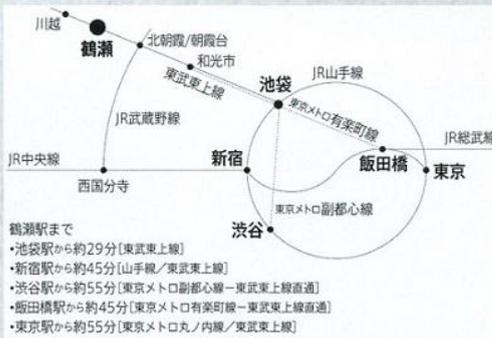 川越
鶴瀬
北朝霞/朝霞台
和光市
東武東上線
池袋
JR山手線
東京メトロ有楽町線
JR武蔵野線
JR総武線
JR中央線
新宿
飯田橋
東京
西国分寺
東京メトロ副都心線
渋谷
鶴瀬駅まで
•池袋駅から約29分[東武東上線]
•新宿駅から約45分[山手線/東武東上線]
•渋谷駅から約55分[東京メトロ副都心線ー東武東上線直通]
•飯田橋駅から約45分[東京メトロ有楽町線ー東武東上線直通]
•東京駅から約55分[東京メトロ丸ノ内線/東武東上線]